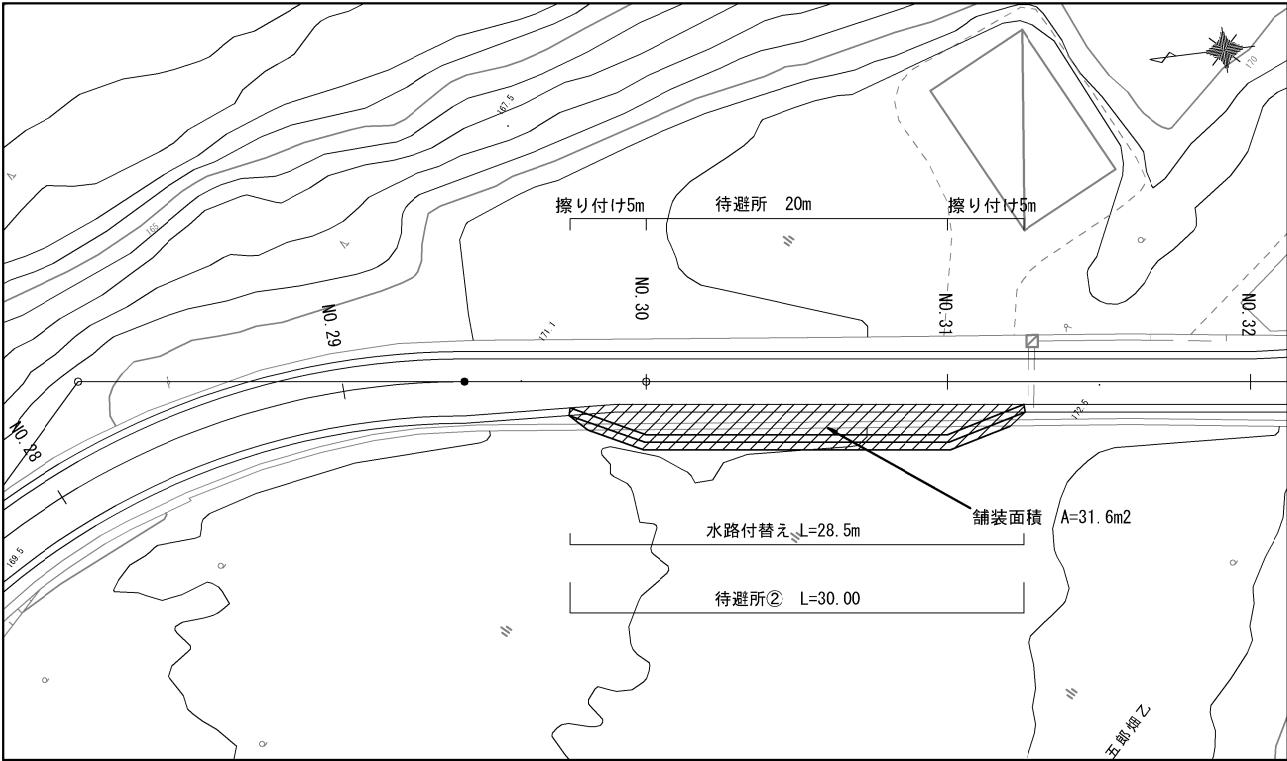 170
167.5
165
擦り付け5m
待避所 20m
擦り付け5m
NO.28
NO.29
NO.30
NO.31
NO.32
171.1
172.5
169.5
舗装面積 A=31.6m2
水路付替え L=28.5m
待避所② L=30.00
五郎畑乙